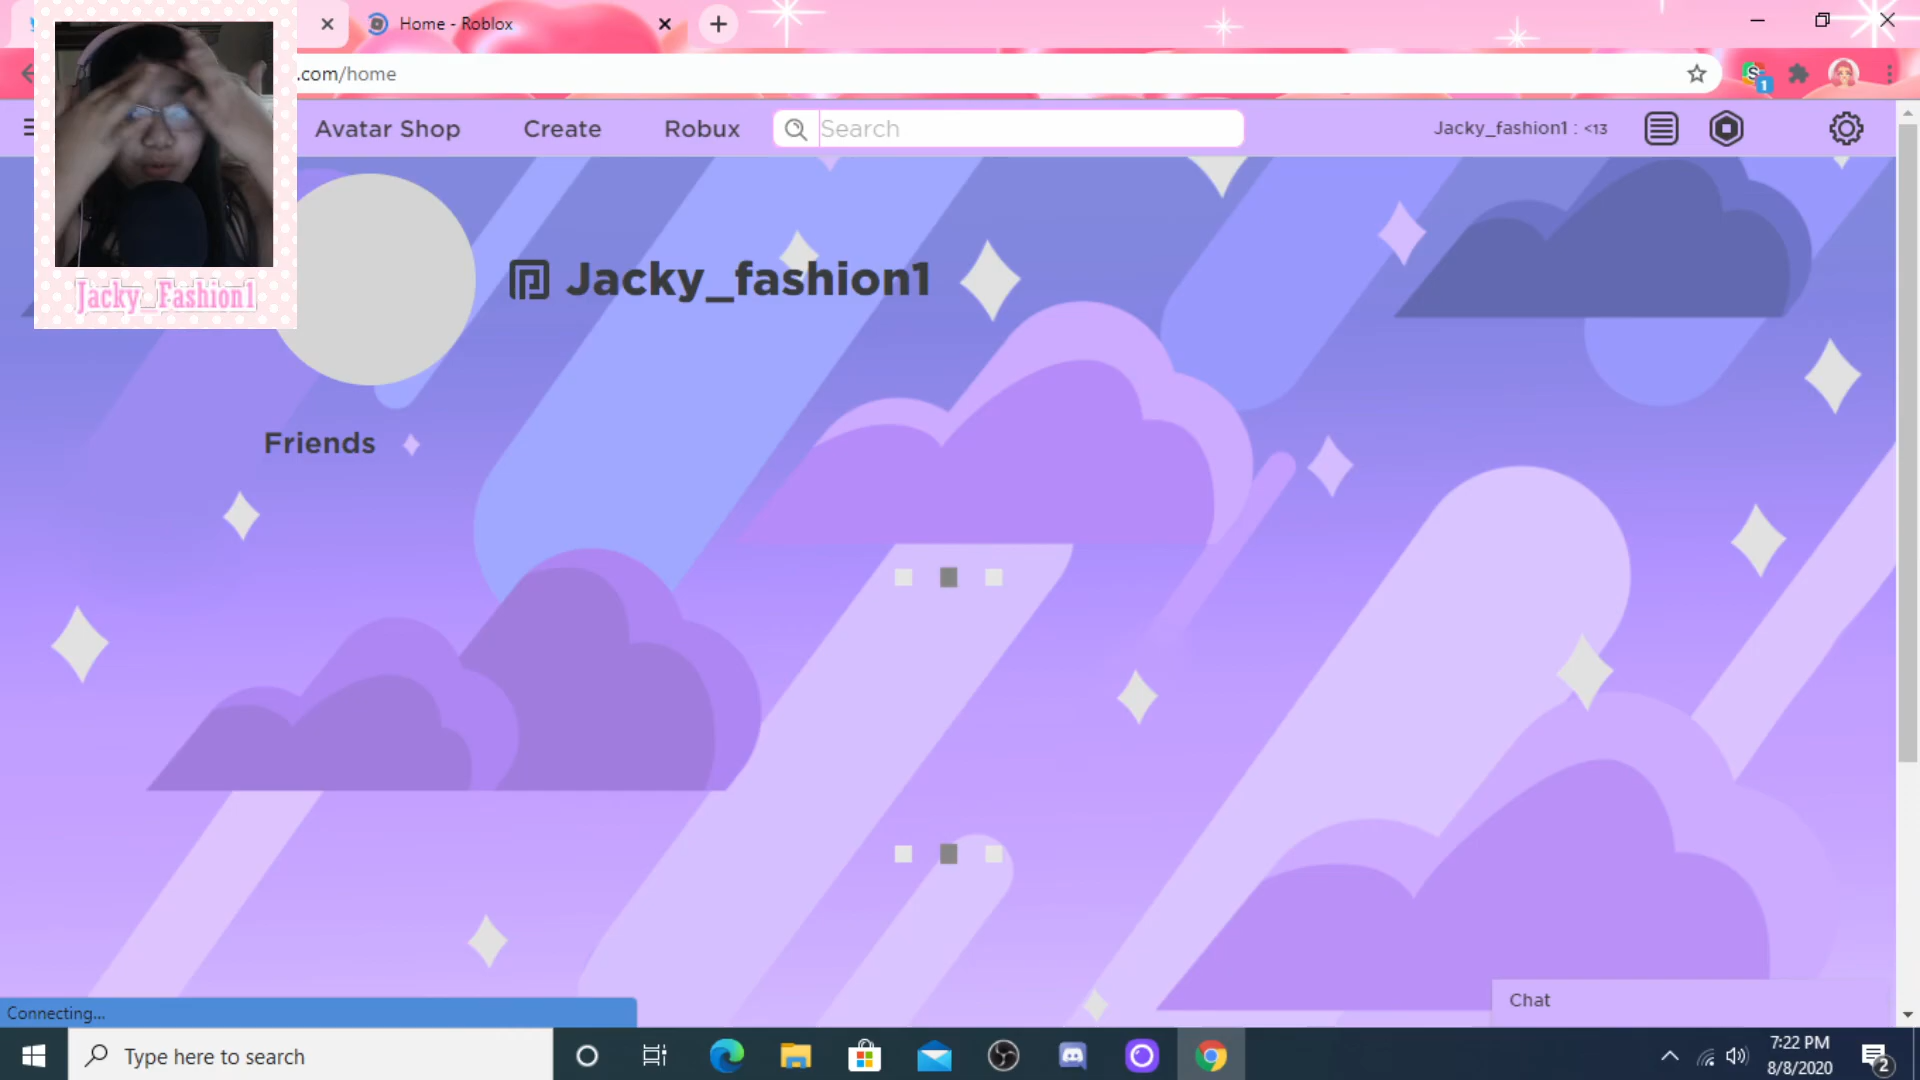 Home - Roblox
.com/home
1
Avatar Shop
Create
Robux
Search
Jacky_fashion1 : <13
Jacky_Fashion1
Jacky_fashion1
Friends
Chat
Connecting...
Type here to search
7:22 PM
8/8/2020
2